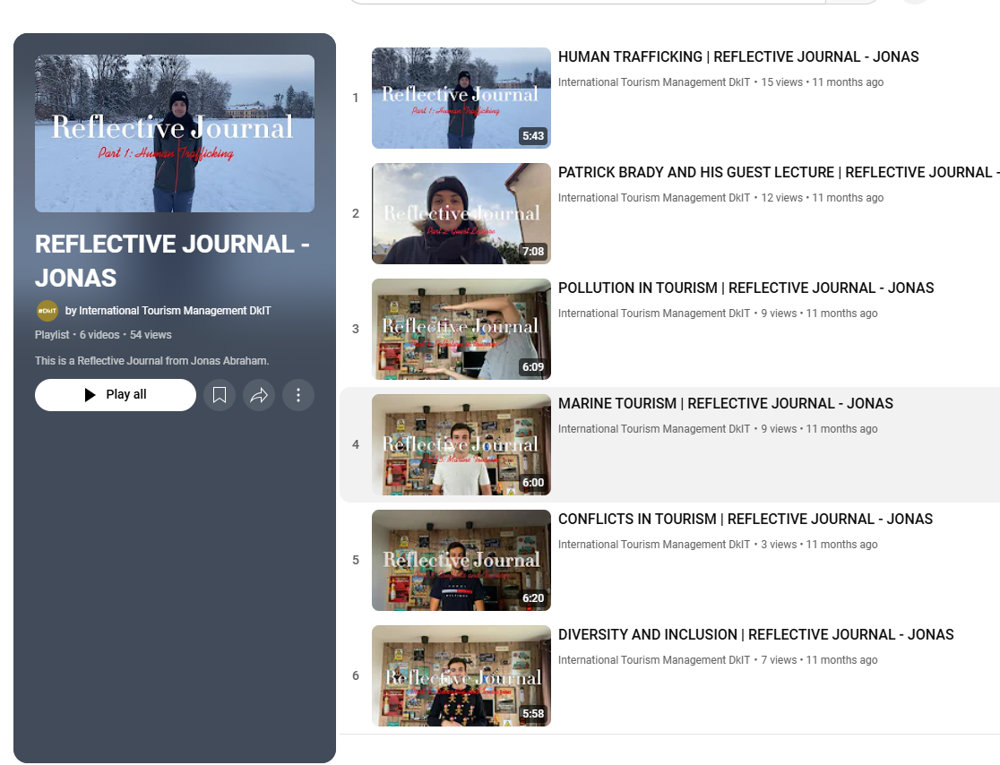 Reflective Journal
Part 1: Human Trafficking
REFLECTIVE JOURNAL -
JONAS
#DkIT
by International Tourism Management DkIT
Playlist • 6 videos • 54 views
This is a Reflective Journal from Jonas Abraham.
Play all
1
Reflective Journal
Part 1: Human Trafficking
5:43
HUMAN TRAFFICKING | REFLECTIVE JOURNAL - JONAS
International Tourism Management DkIT • 15 views • 11 months ago
2
Reflective Journal
Part 2: Guest Lecture
7:08
PATRICK BRADY AND HIS GUEST LECTURE | REFLECTIVE JOURNAL -
International Tourism Management DkIT • 12 views • 11 months ago
3
Reflective Journal
6:09
POLLUTION IN TOURISM | REFLECTIVE JOURNAL - JONAS
International Tourism Management DkIT • 9 views • 11 months ago
4
Reflective Journal
Marine Tourism
6:00
MARINE TOURISM | REFLECTIVE JOURNAL - JONAS
International Tourism Management DkIT • 9 views • 11 months ago
5
Reflective Journal
6:20
CONFLICTS IN TOURISM | REFLECTIVE JOURNAL - JONAS
International Tourism Management DkIT • 3 views • 11 months ago
6
Reflective Journal
5:58
DIVERSITY AND INCLUSION | REFLECTIVE JOURNAL - JONAS
International Tourism Management DkIT • 7 views • 11 months ago